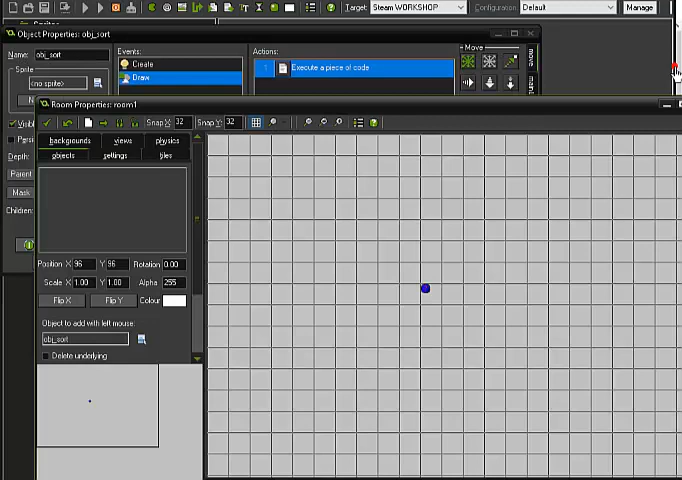 Target: Steam WORKSHOP Configuration: Default Manage
Object Properties: obj_sort
Name: obj_sort
Events:
Actions:
Move
move
Create
Draw
Execute a piece of code
Sprite
<no sprite>
N
Visibl
Persi
Depth:
Parent
Mask
Children:
Room Properties: room1
Snap X: 32 Snap Y: 32
backgrounds views physics
objects settings tiles
Position X 96 Y 96 Rotation 0.00
Scale X 1.00 Y 1.00 Alpha 255
Flip X Flip Y Colour
Object to add with left mouse:
obj_sort
Delete underlying